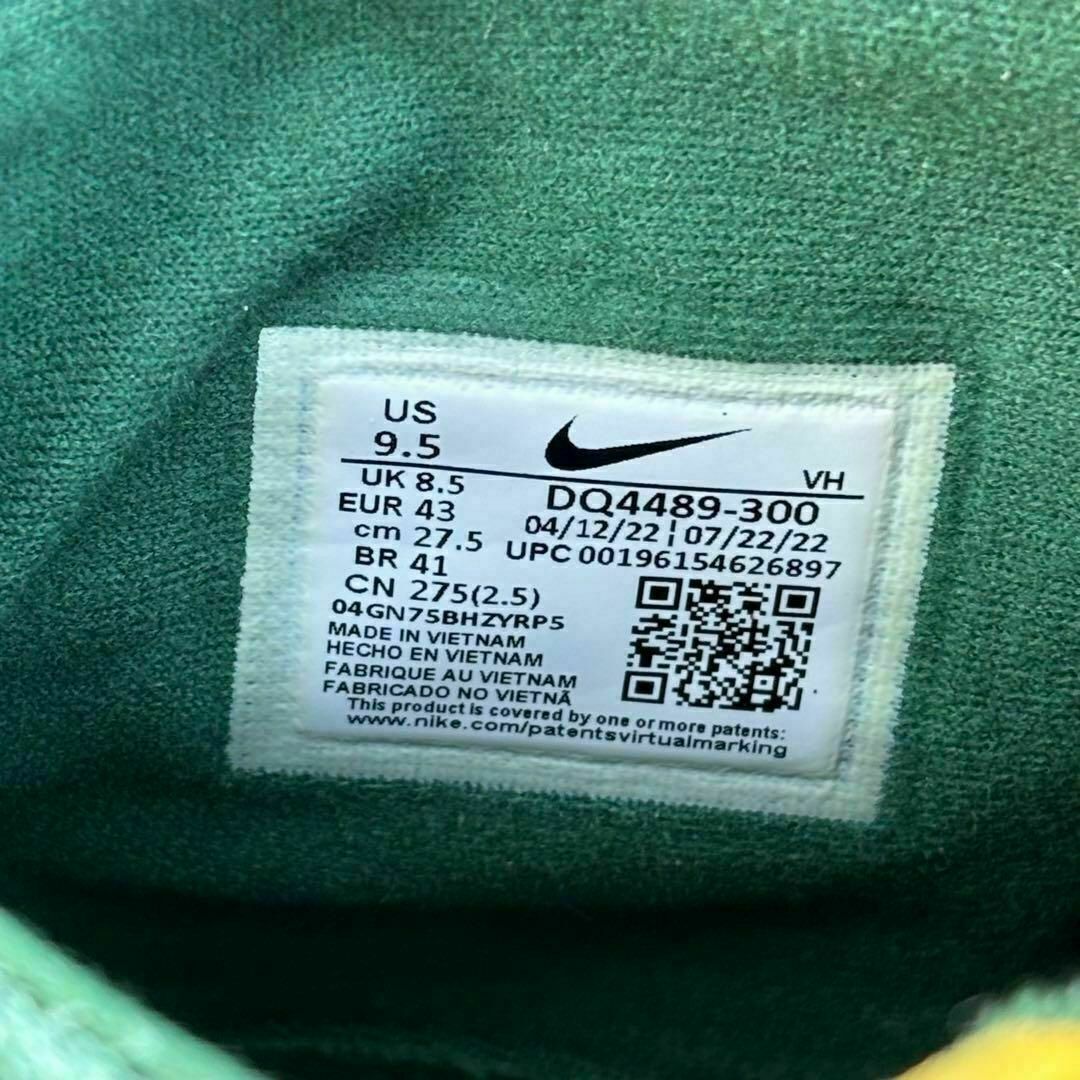 US
9.5
VH
UK 8.5
EUR 43
cm 27.5
BR 41
CN 275(2.5)
04GN75BHZYRP5
DQ4489-300
04/12/22 ¦ 07/22/22
UPC 00196154626897
MADE IN VIETNAM
HECHO EN VIETNAM
FABRIQUE AU VIETNAM
FABRICADO NO VIETNÃ
This product is covered by one or more patents:
www.nike.com/patentsvirtualmarking